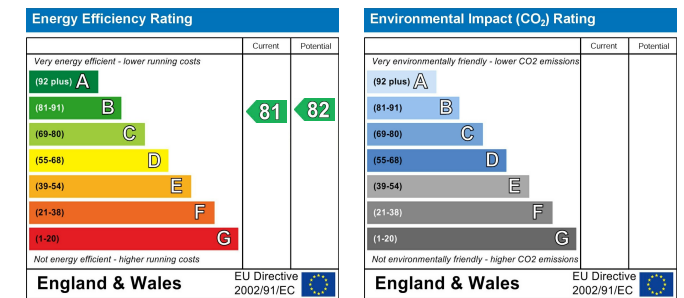 Energy Efficiency Rating
Current Potential
Very energy efficient - lower running costs
(92 plus) A
(81-91) B
81 82
(69-80) C
(55-68) D
(39-54) E
(21-38) F
(1-20) G
Not energy efficient - higher running costs
England & Wales
EU Directive
2002/91/EC
Environmental Impact (CO2) Rating
Current Potential
Very environmentally friendly - lower CO2 emissions
(92 plus) A
(81-91) B
(69-80) C
(55-68) D
(39-54) E
(21-38) F
(1-20) G
Not environmentally friendly - higher CO2 emissions
England & Wales
EU Directive
2002/91/EC